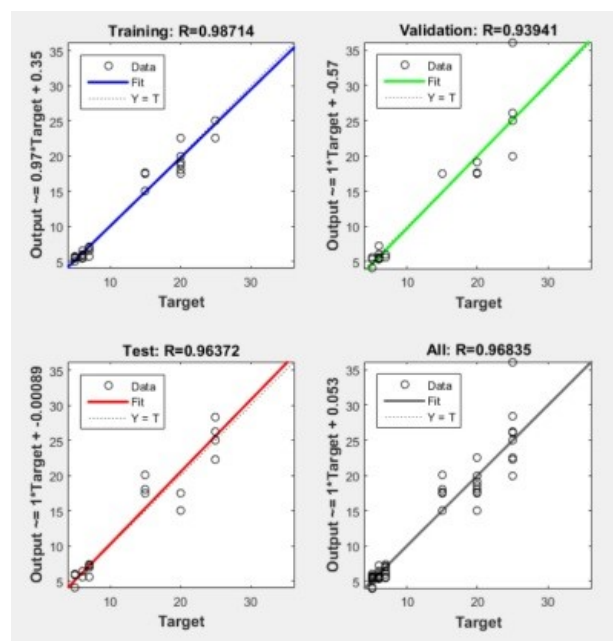 Training: R=0.98714
Output ~= 0.97*Target + 0.35
35
30
25
20
15
10
5
Data
Fit
Y = T
10
20
30
Target
Validation: R=0.93941
Output ~= 1*Target + -0.57
35
30
25
20
15
10
5
Data
Fit
Y = T
10
20
30
Target
Test: R=0.96372
Output ~= 1*Target + -0.00089
35
30
25
20
15
10
5
Data
Fit
Y = T
10
20
30
Target
All: R=0.96835
Output ~= 1*Target + 0.053
35
30
25
20
15
10
5
Data
Fit
Y = T
10
20
30
Target